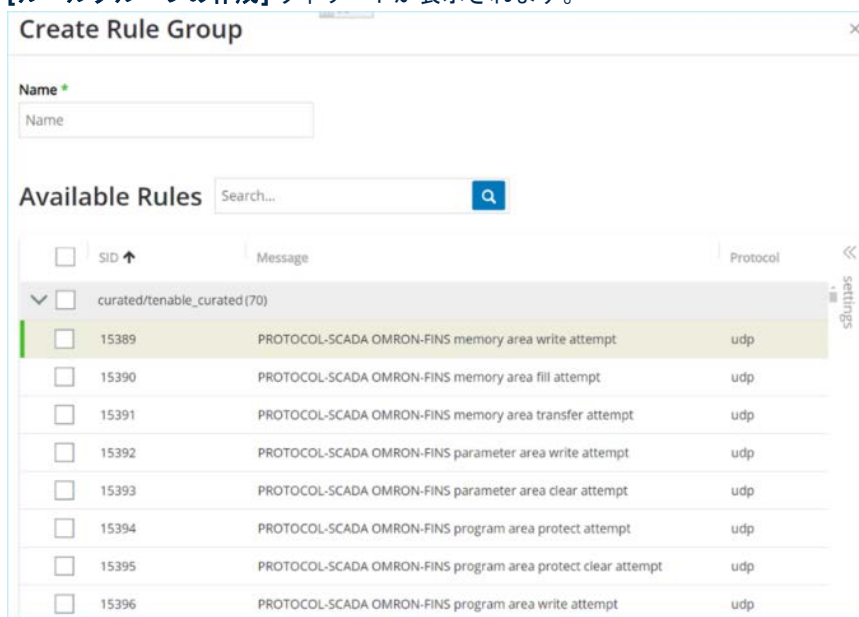 [ルールグループの作成] ウィザードが表示されます。
Create Rule Group
Name *
Name
Available Rules Search...
SID Message Protocol
settings
curated/tenable_curated (70)
15389 PROTOCOL-SCADA OMRON-FINS memory area write attempt udp
15390 PROTOCOL-SCADA OMRON-FINS memory area fill attempt udp
15391 PROTOCOL-SCADA OMRON-FINS memory area transfer attempt udp
15392 PROTOCOL-SCADA OMRON-FINS parameter area write attempt udp
15393 PROTOCOL-SCADA OMRON-FINS parameter area clear attempt udp
15394 PROTOCOL-SCADA OMRON-FINS program area protect attempt udp
15395 PROTOCOL-SCADA OMRON-FINS program area protect clear attempt udp
15396 PROTOCOL-SCADA OMRON-FINS program area write attempt udp